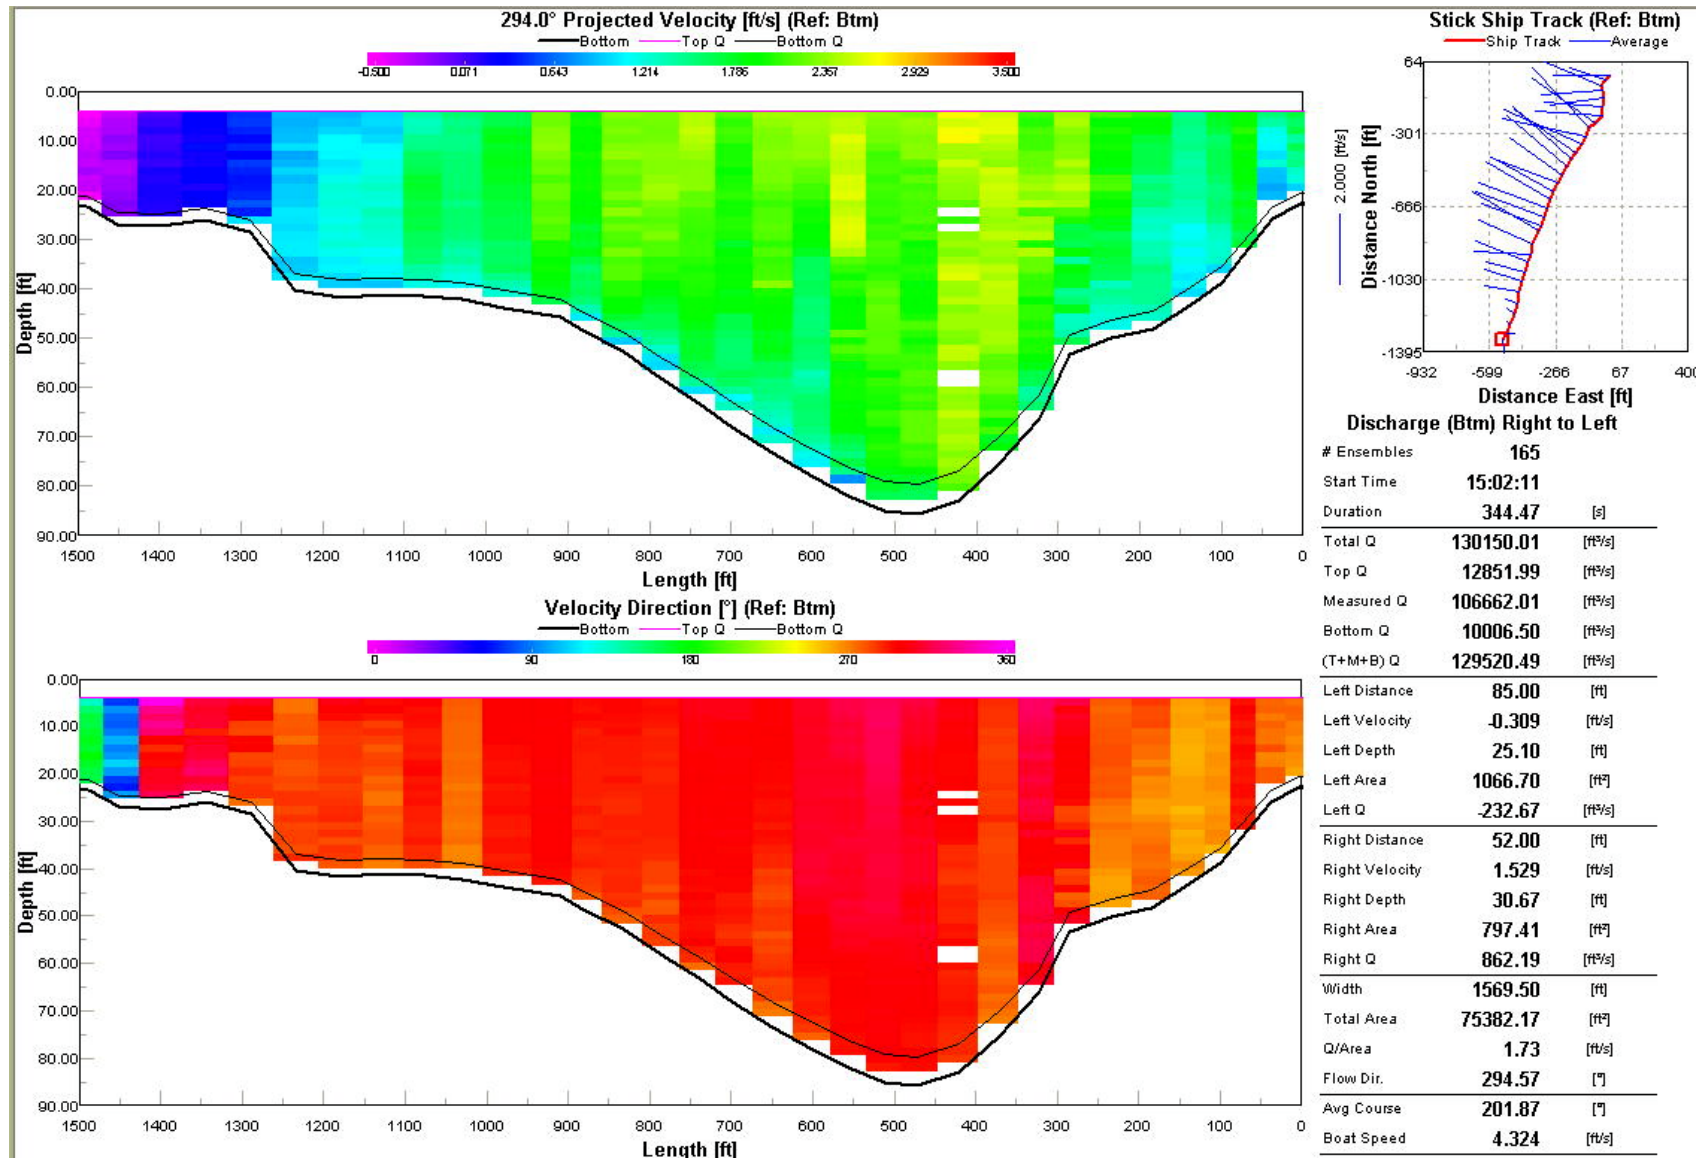 294.0° Projected Velocity [ft/s] (Ref: Btm)
Bottom Top Q Bottom Q
-0.500 0.071 0.643 1.214 1.786 2.357 2.929 3.500
0.00
10.00
20.00
30.00
40.00
50.00
60.00
70.00
80.00
90.00
Depth [ft]
1500 1400 1300 1200 1100 1000 900 800 700 600 500 400 300 200 100 0
Length [ft]
Velocity Direction [°] (Ref: Btm)
Bottom Top Q Bottom Q
0 90 180 270 360
0.00
10.00
20.00
30.00
40.00
50.00
60.00
70.00
80.00
90.00
Depth [ft]
1500 1400 1300 1200 1100 1000 900 800 700 600 500 400 300 200 100 0
Length [ft]
Stick Ship Track (Ref: Btm)
Ship Track Average
2.000 [ft/s]
Distance North [ft]
64
-301
-666
-1030
-1395
-932 -599 -266 67 400
Distance East [ft]
Discharge (Btm) Right to Left
# Ensembles 165
Start Time 15:02:11
Duration 344.47 [s]
Total Q 130150.01 [ft³/s]
Top Q 12851.99 [ft³/s]
Measured Q 106662.01 [ft³/s]
Bottom Q 10006.50 [ft³/s]
(T+M+B) Q 129520.49 [ft³/s]
Left Distance 85.00 [ft]
Left Velocity -0.309 [ft/s]
Left Depth 25.10 [ft]
Left Area 1066.70 [ft²]
Left Q -232.67 [ft³/s]
Right Distance 52.00 [ft]
Right Velocity 1.529 [ft/s]
Right Depth 30.67 [ft]
Right Area 797.41 [ft²]
Right Q 862.19 [ft³/s]
Width 1569.50 [ft]
Total Area 75382.17 [ft²]
Q/Area 1.73 [ft/s]
Flow Dir. 294.57 [°]
Avg Course 201.87 [°]
Boat Speed 4.324 [ft/s]